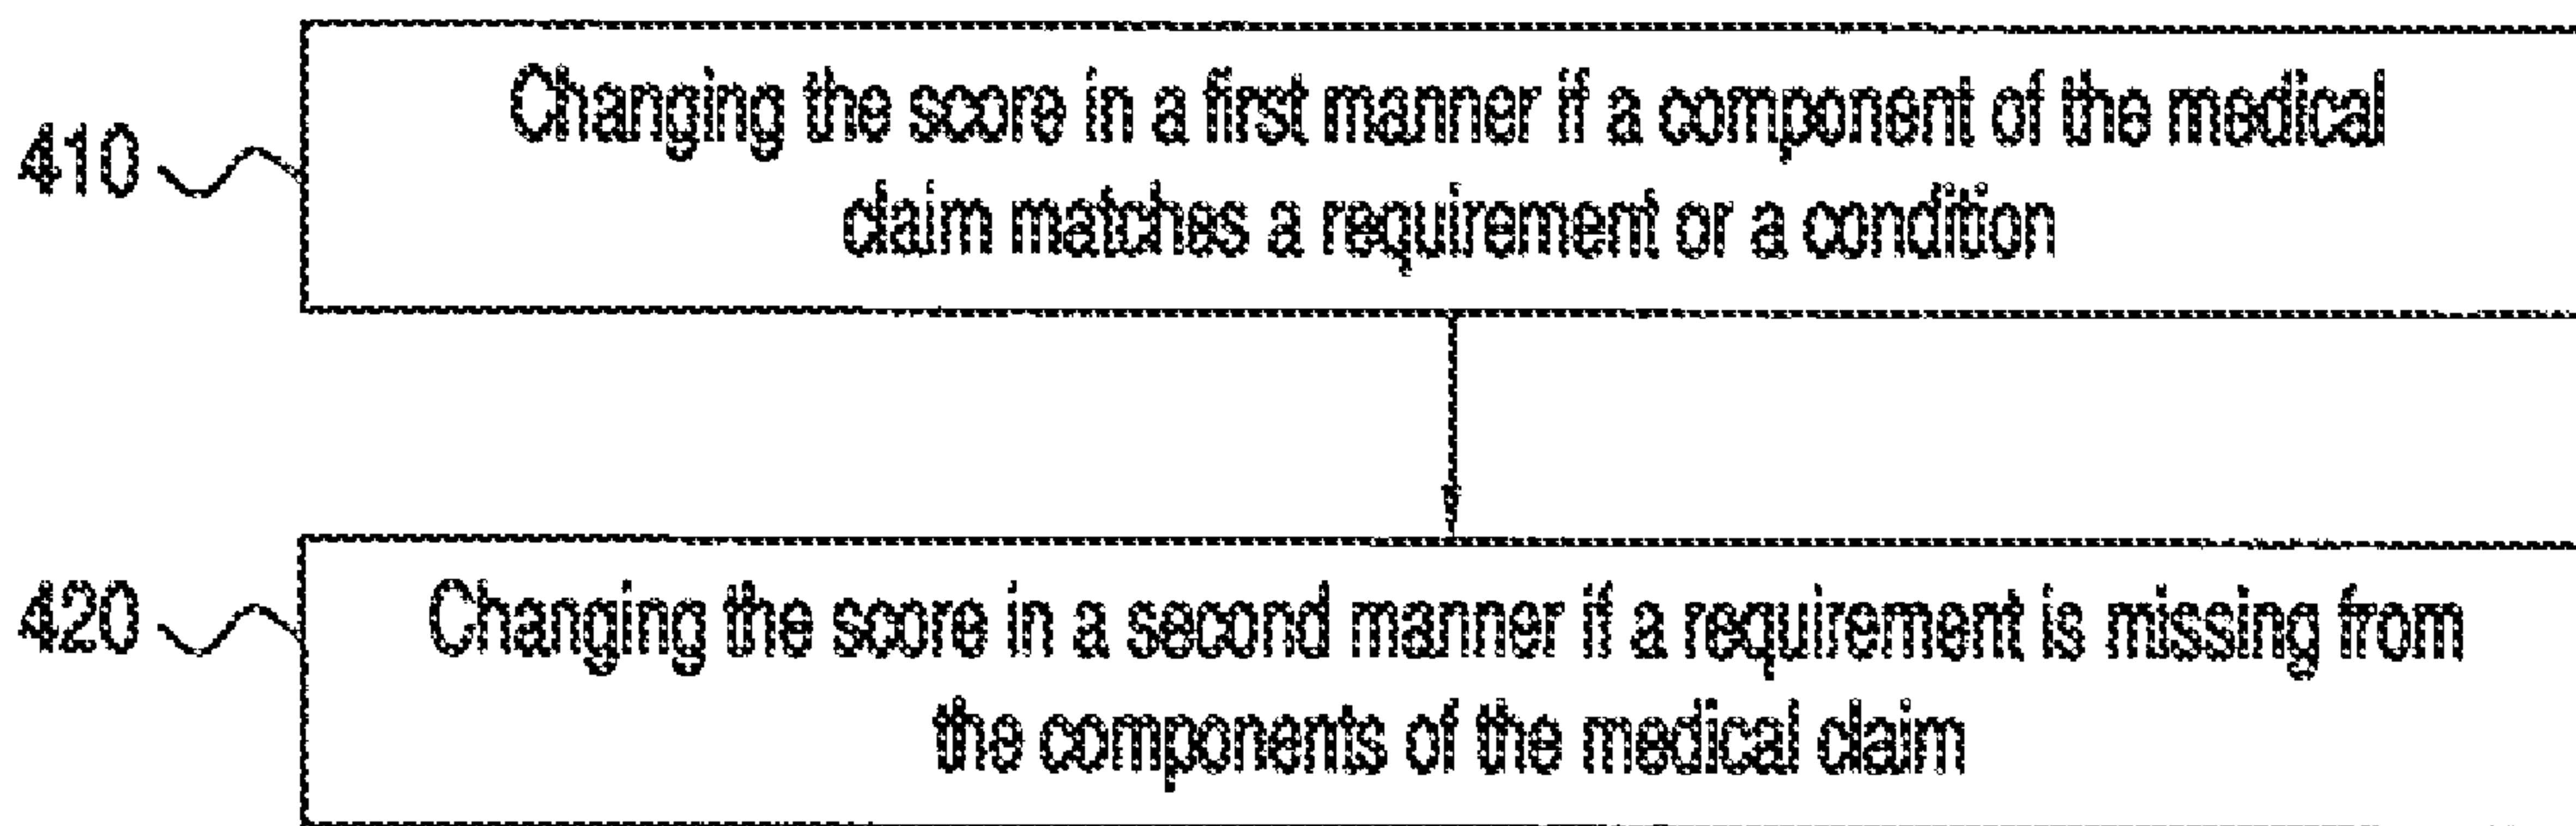 410
Changing the score in a first manner if a component of the medical
claim matches a requirement or a condition
420
Changing the score in a second manner if a requirement is missing from
the components of the medical claim